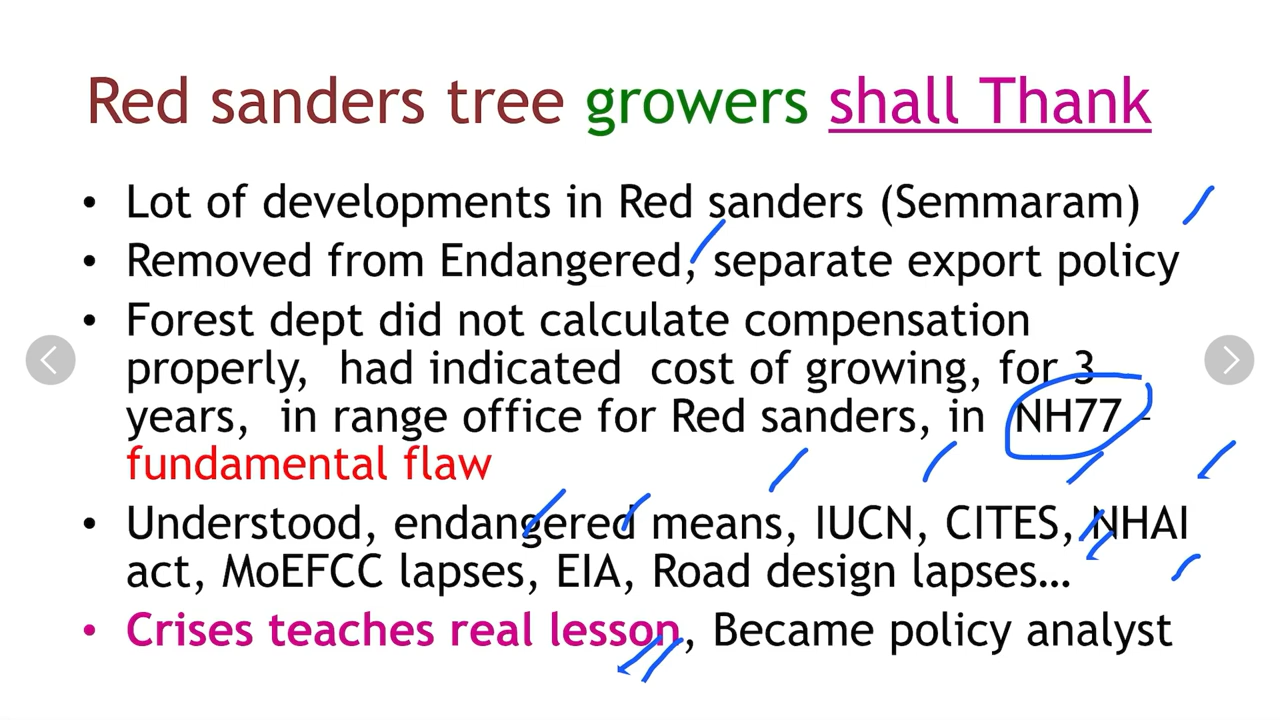 Red sanders tree growers shall Thank
• Lot of developments in Red sanders (Semmaram)
• Removed from Endangered, separate export policy
• Forest dept did not calculate compensation
properly, had indicated cost of growing, for 3
years, in range office for Red sanders, in NH77 –
fundamental flaw
• Understood, endangered means, IUCN, CITES, NHAI
act, MoEFCC lapses, EIA, Road design lapses…
• Crises teaches real lesson, Became policy analyst